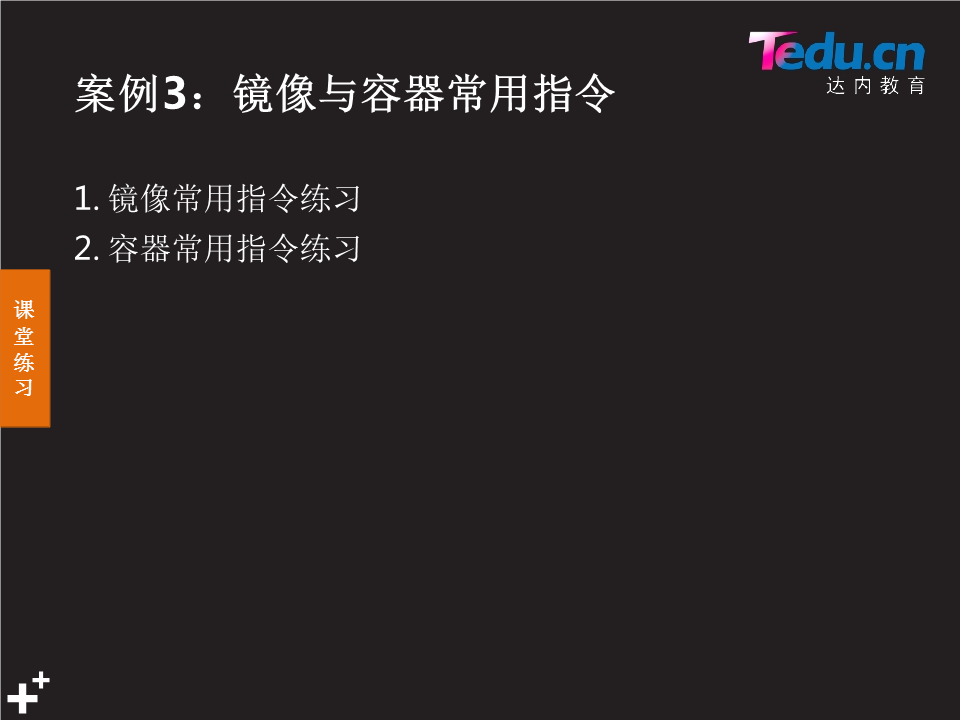 Tedu.cn
达内教育
案例3：镜像与容器常用指令
1. 镜像常用指令练习
2. 容器常用指令练习
课
堂
练
习